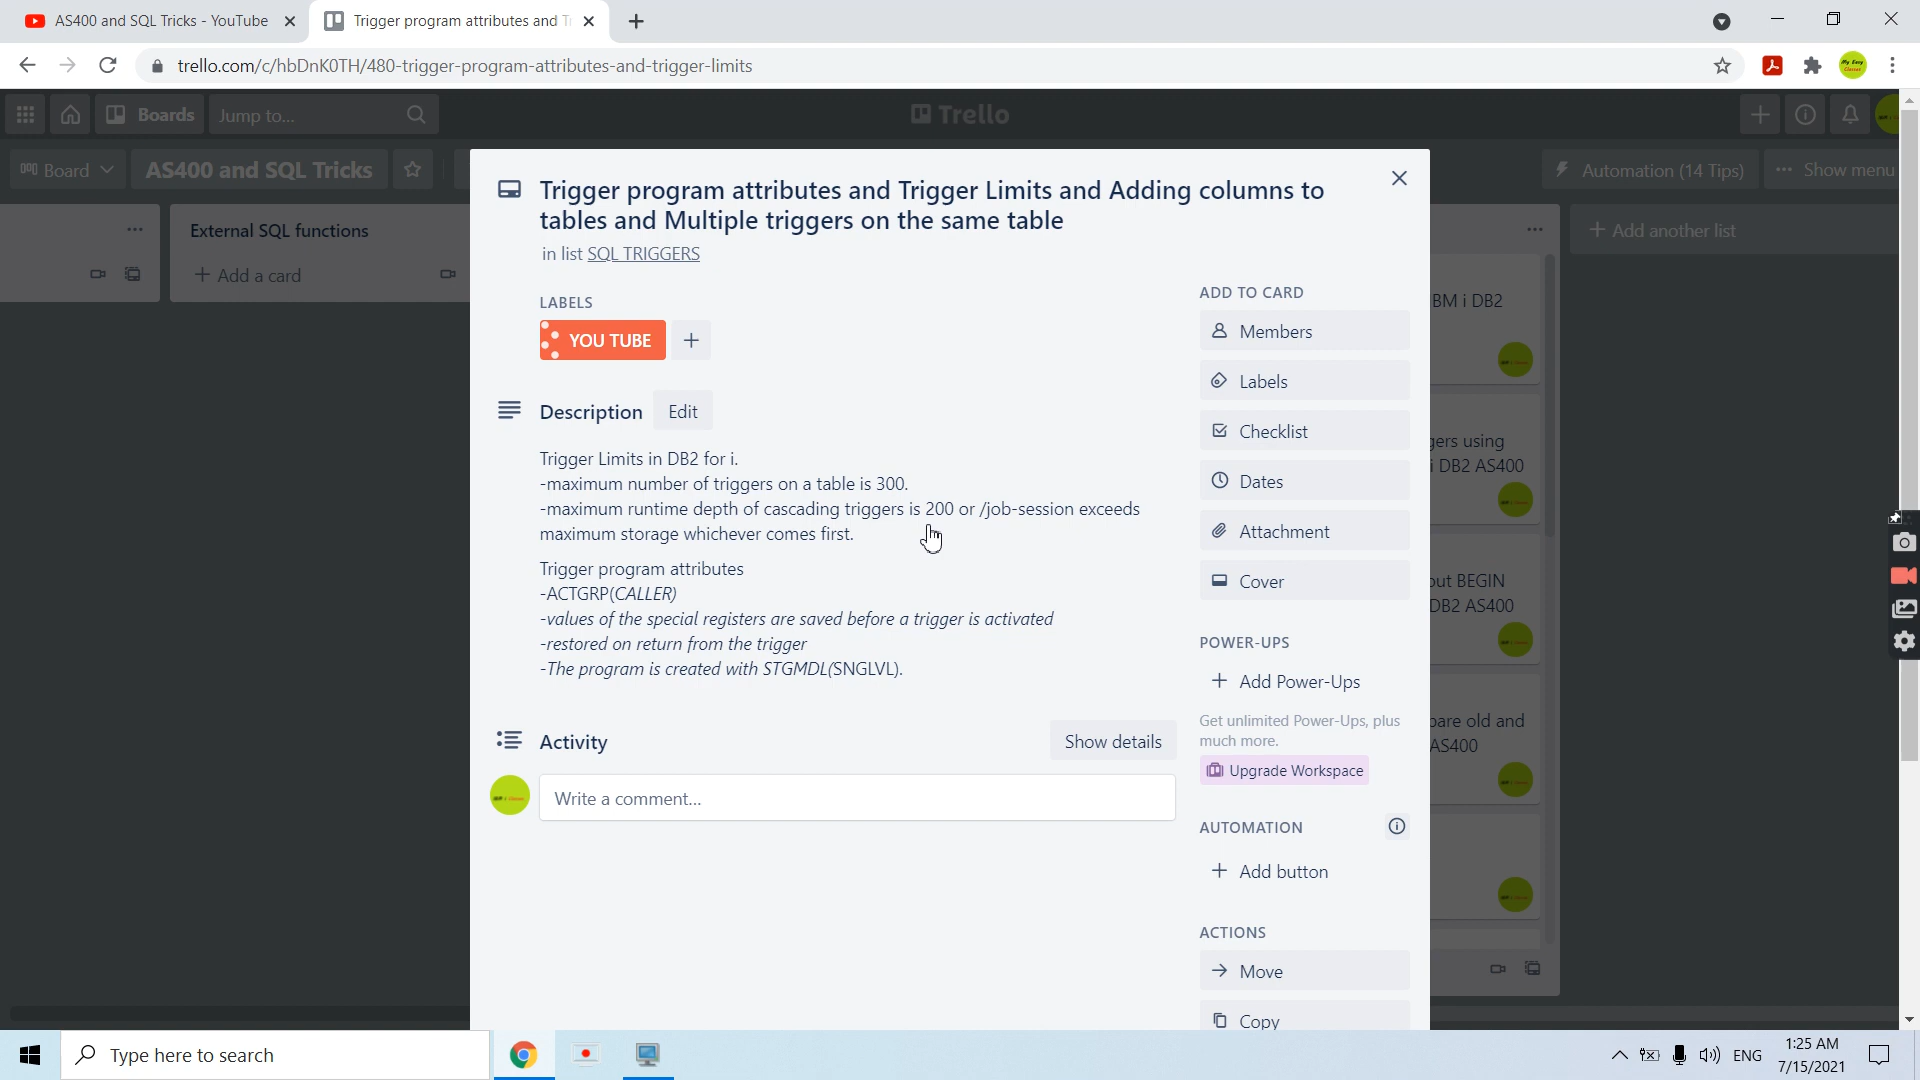 AS400 and SQL Tricks - YouTube
Trigger program attributes and T
trello.com/c/hbDnK0TH/480-trigger-program-attributes-and-trigger-limits
Boards
Jump to...
Trello
Board
AS400 and SQL Tricks
Automation (14 Tips)
Show menu
External SQL functions
Add a card
Add another list
Trigger program attributes and Trigger Limits and Adding columns to
tables and Multiple triggers on the same table
in list SQL TRIGGERS
LABELS
YOU TUBE
Description
Edit
Trigger Limits in DB2 for i.
-maximum number of triggers on a table is 300.
-maximum runtime depth of cascading triggers is 200 or /job-session exceeds
maximum storage whichever comes first.
Trigger program attributes
-ACTGRP(CALLER)
-values of the special registers are saved before a trigger is activated
-restored on return from the trigger
-The program is created with STGMDL(SNGLVL).
Activity
Show details
Write a comment...
ADD TO CARD
Members
Labels
Checklist
Dates
Attachment
Cover
POWER-UPS
Add Power-Ups
Get unlimited Power-Ups, plus
much more.
Upgrade Workspace
AUTOMATION
Add button
ACTIONS
Move
Copy
BM i DB2
gers using
i DB2 AS400
out BEGIN
DB2 AS400
pare old and
AS400
Type here to search
ENG
1:25 AM
7/15/2021